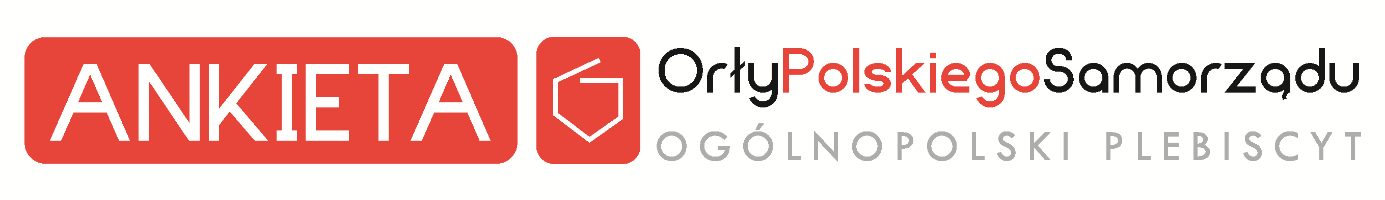 ANKIETA
OrłyPolskiegoSamorządu
OGÓLNOPOLSKI PLEBISCYT